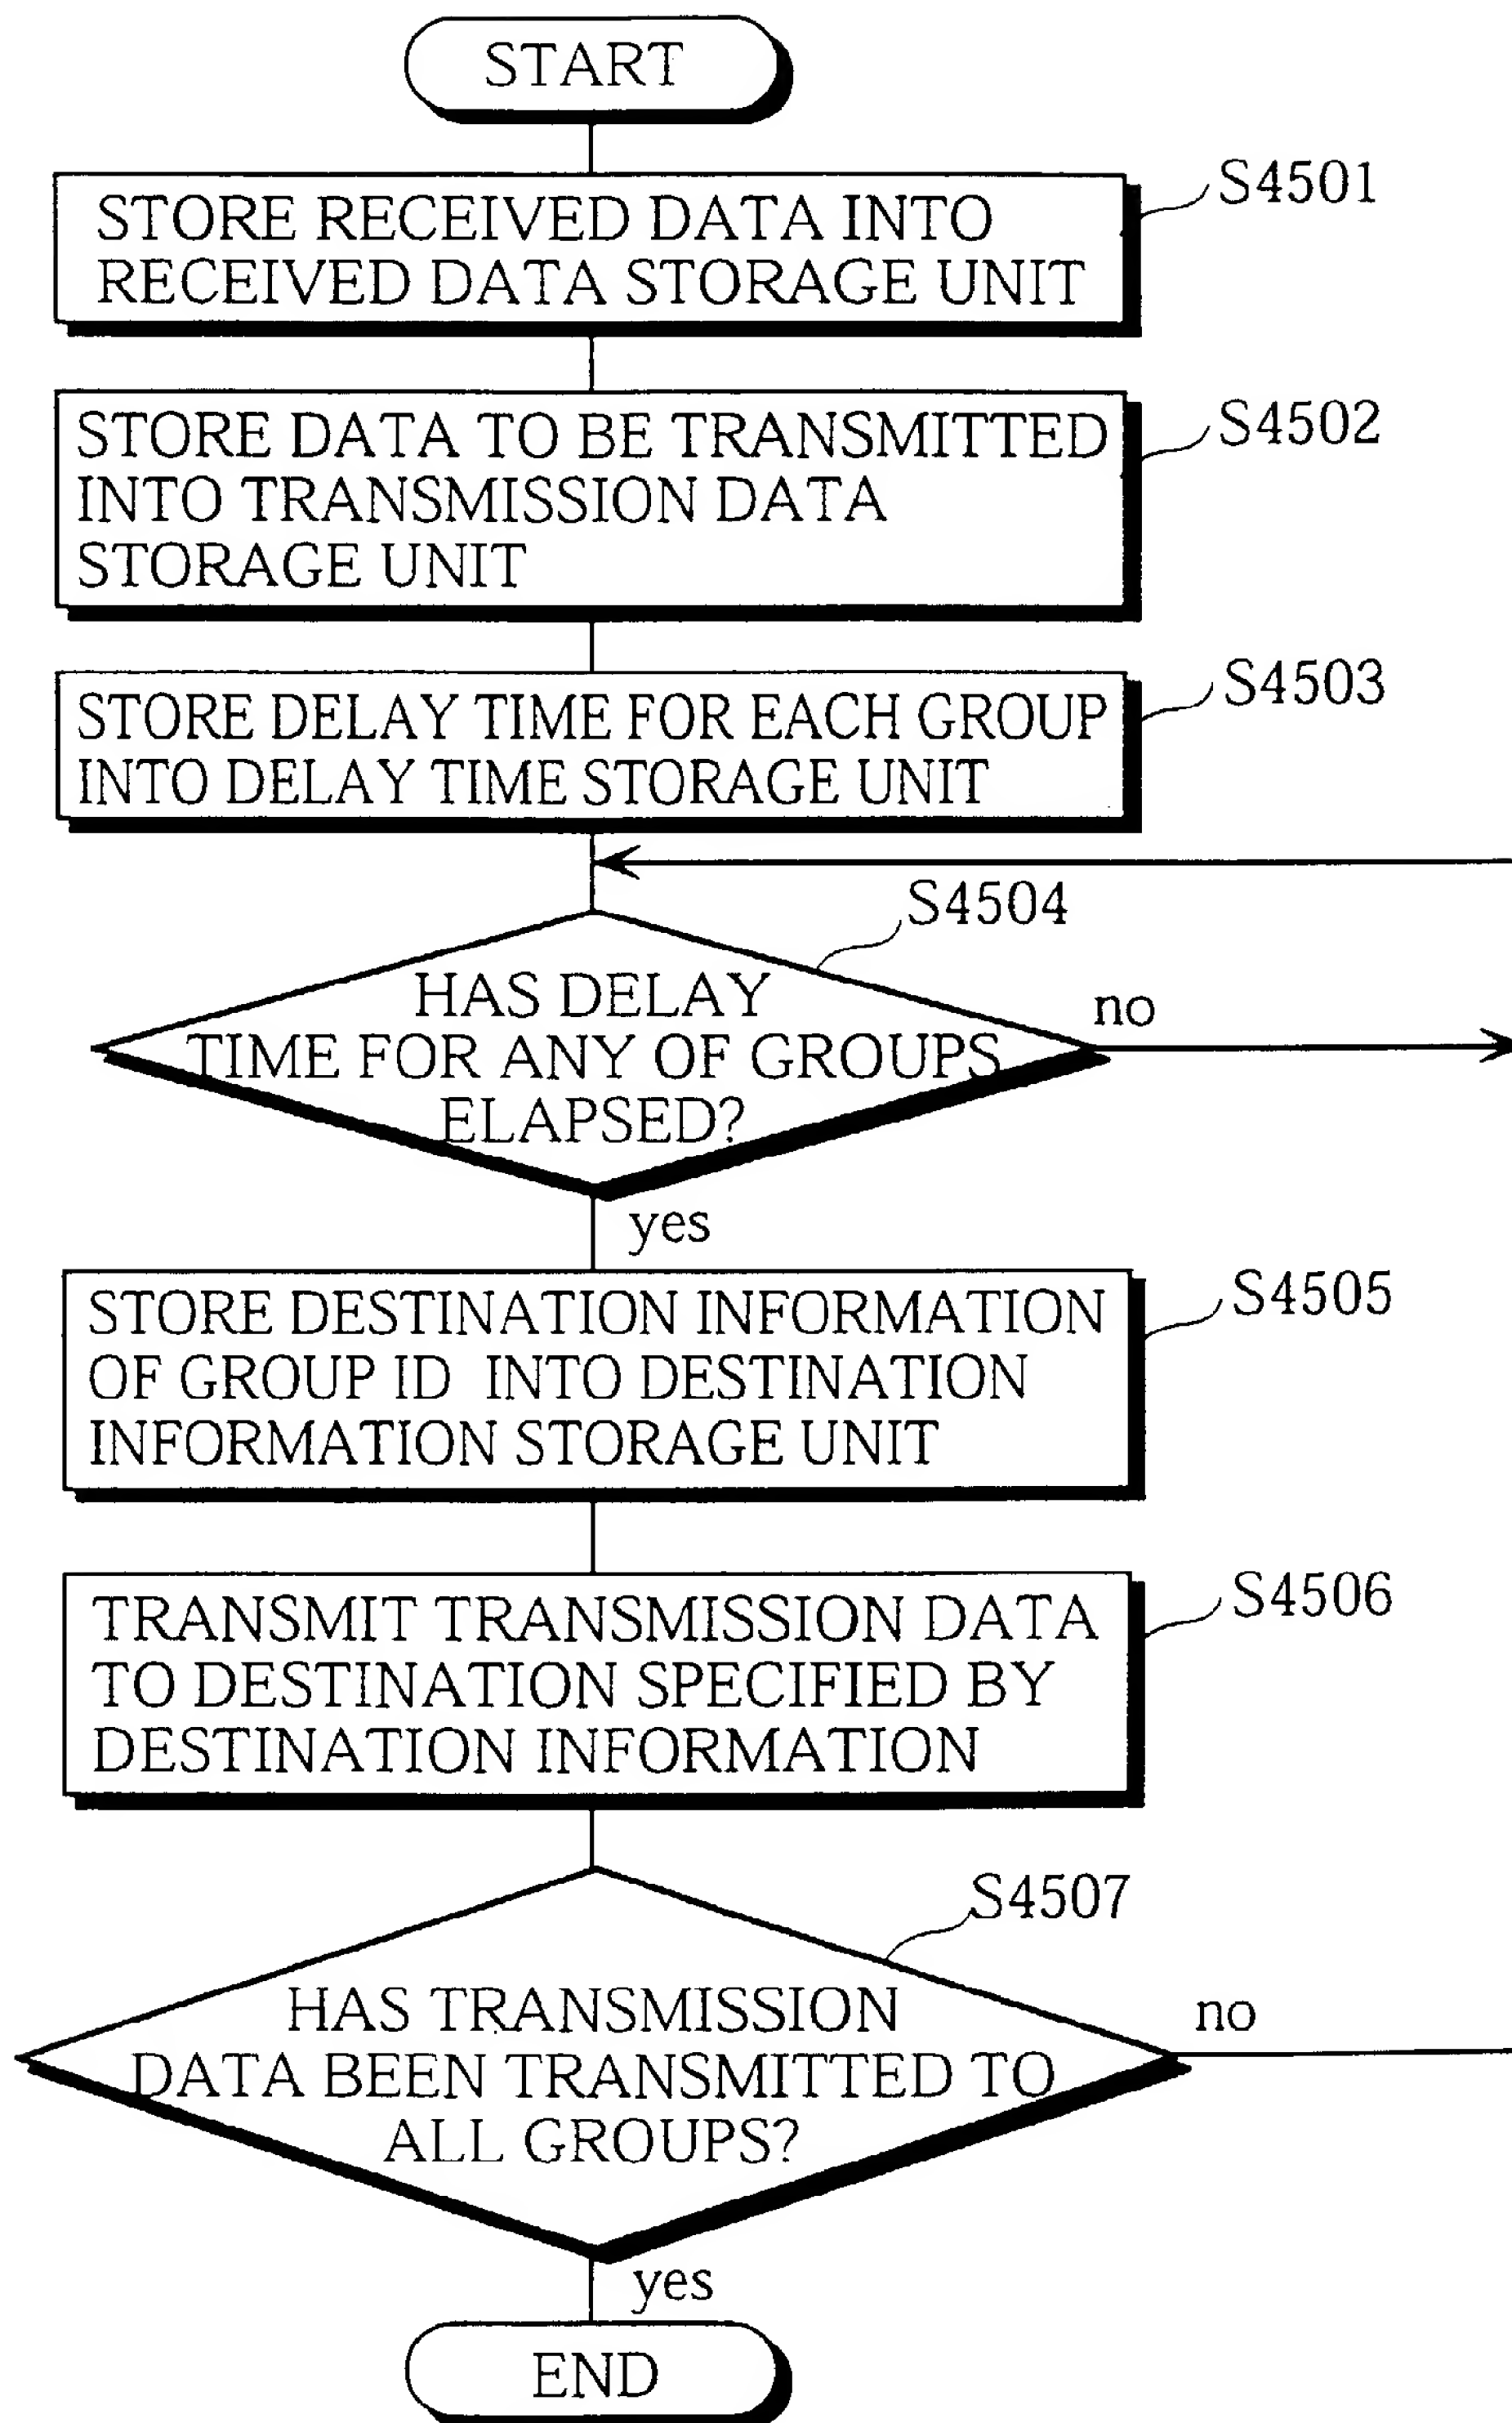 START
S4501
STORE RECEIVED DATA INTO
RECEIVED DATA STORAGE UNIT
S4502
STORE DATA TO BE TRANSMITTED
INTO TRANSMISSION DATA
STORAGE UNIT
S4503
STORE DELAY TIME FOR EACH GROUP
INTO DELAY TIME STORAGE UNIT
S4504
HAS DELAY
TIME FOR ANY OF GROUPS
ELAPSED?
no
yes
S4505
STORE DESTINATION INFORMATION
OF GROUP ID INTO DESTINATION
INFORMATION STORAGE UNIT
S4506
TRANSMIT TRANSMISSION DATA
TO DESTINATION SPECIFIED BY
DESTINATION INFORMATION
S4507
HAS TRANSMISSION
DATA BEEN TRANSMITTED TO
ALL GROUPS?
no
yes
END